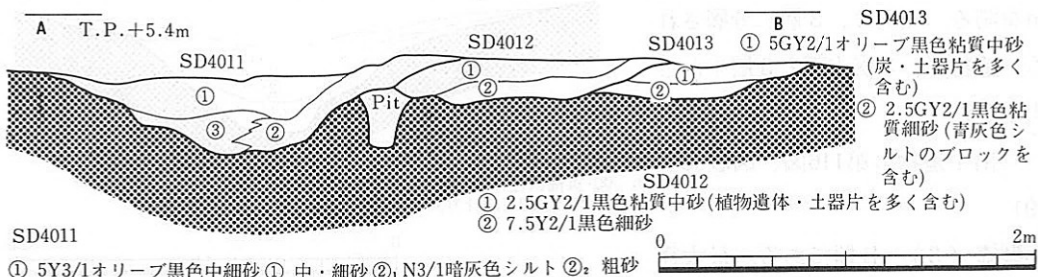 A T.P.+5.4m
B
SD4011
SD4012
SD4013
①
②
③
Pit
①
②
①
②
SD4013
① 5GY2/1オリーブ黒色粘質中砂
(炭・土器片を多く
含む)
② 2.5GY2/1黒色粘
質細砂(青灰色シ
ルトのブロックを
含む)
SD4012
① 2.5GY2/1黒色粘質中砂(植物遺体・土器片を多く含む)
② 7.5Y2/1黒色細砂
SD4011
① 5Y3/1オリーブ黒色中細砂 ① 中・細砂 ②₁ N3/1暗灰色シルト ②₂ 粗砂
0 2m